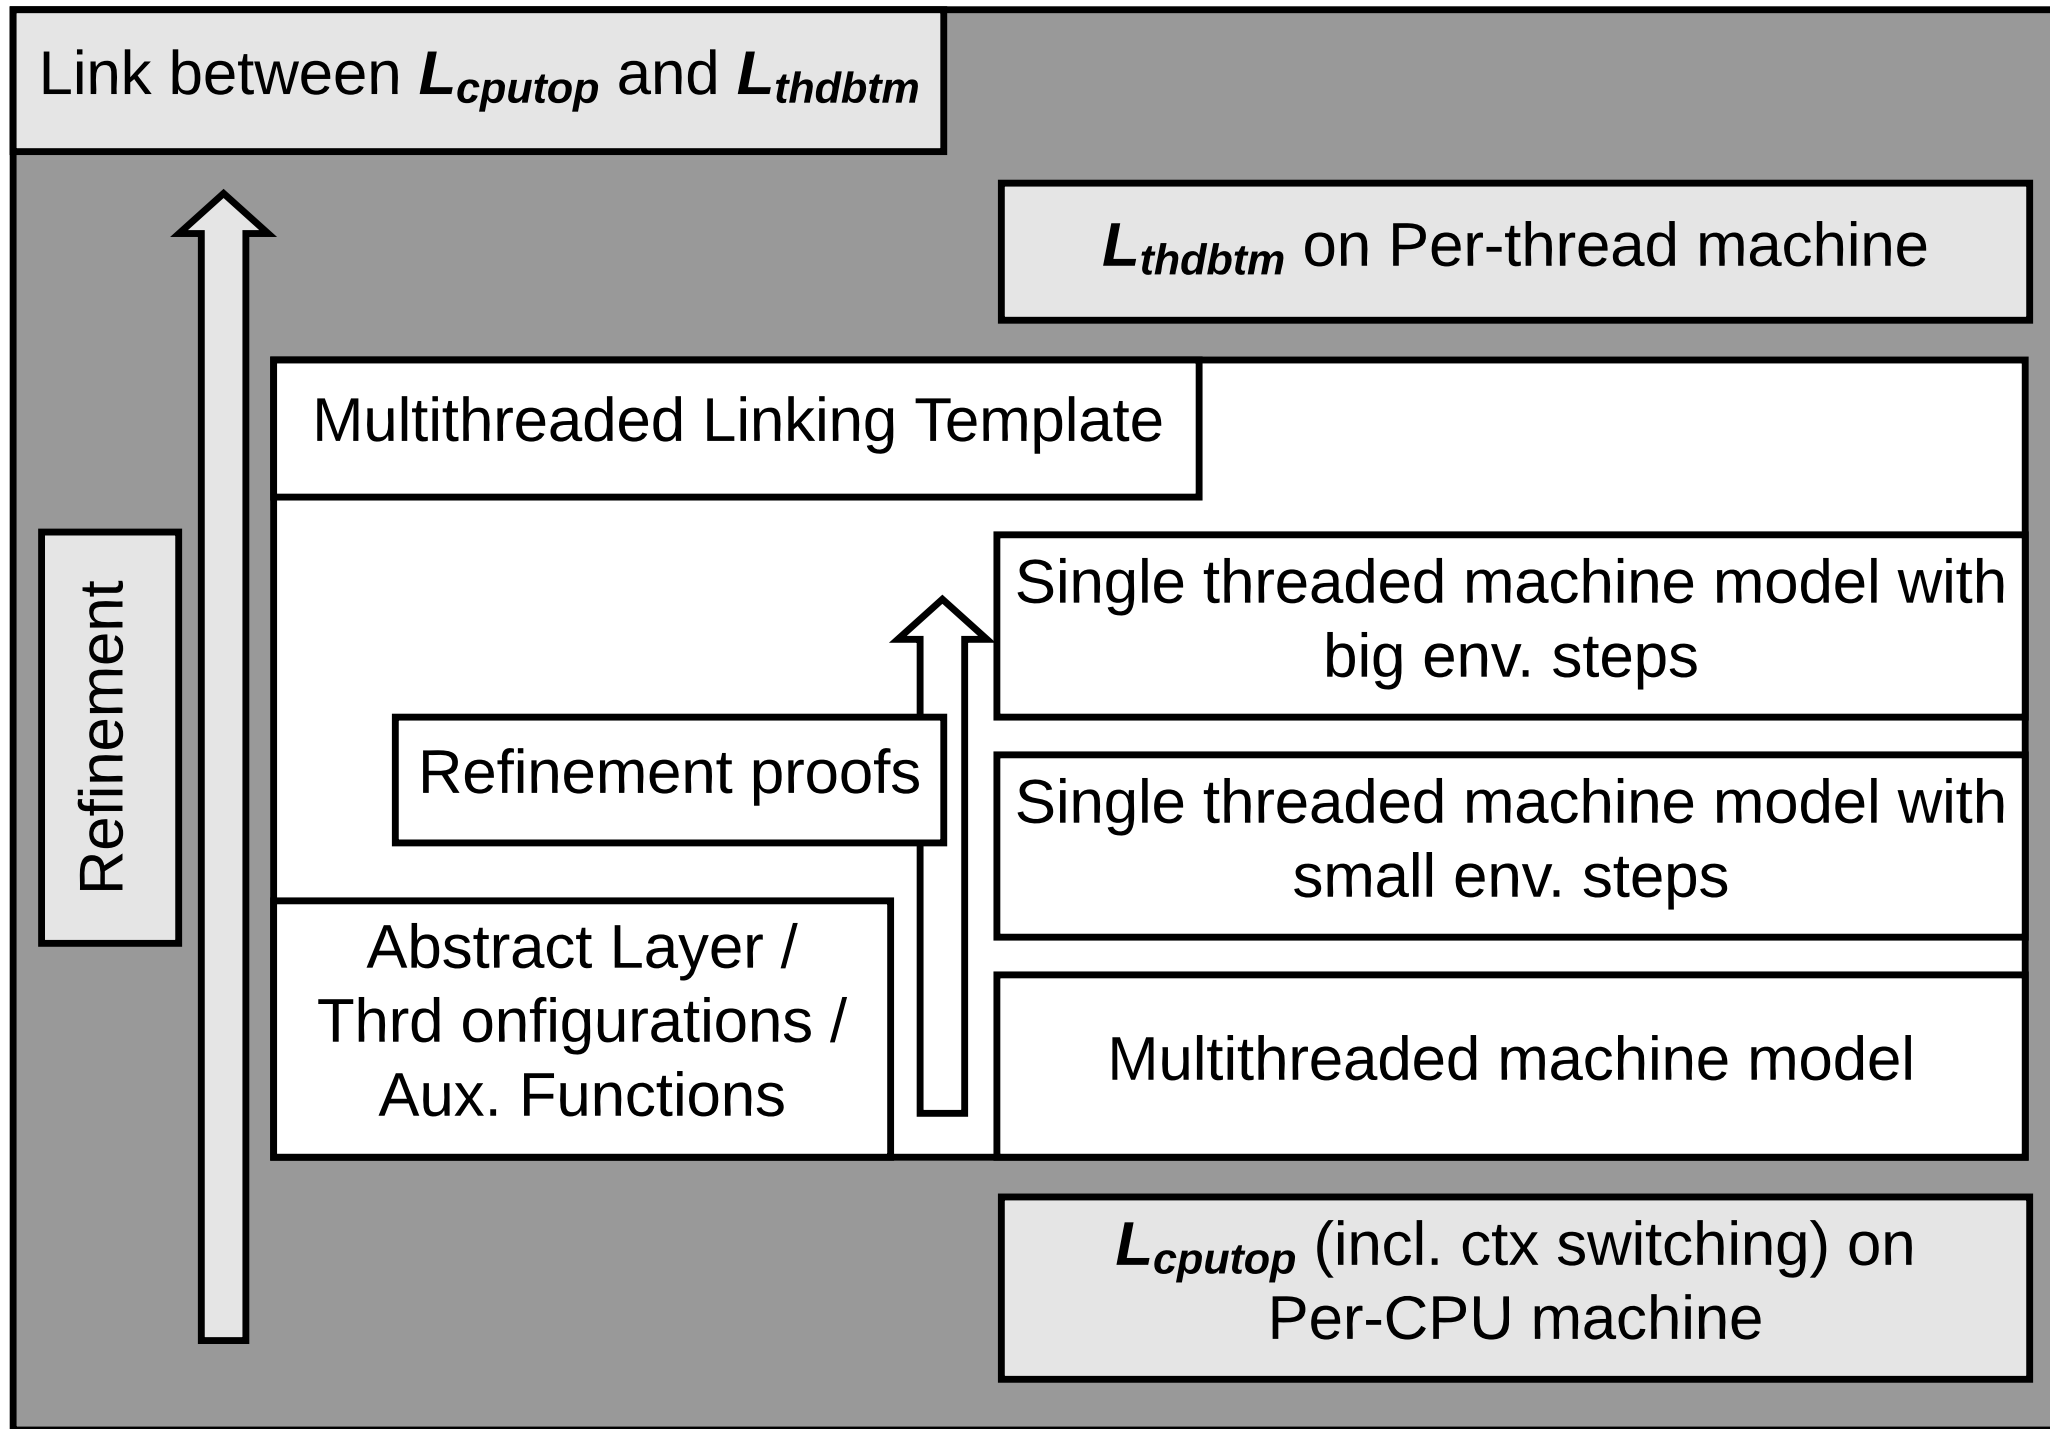 Link between Lcputop and Lthdbtm
Lthdbtm on Per-thread machine
Multithreaded Linking Template
Single threaded machine model with
big env. steps
Refinement
Refinement proofs
Single threaded machine model with
small env. steps
Abstract Layer /
Thrd onfigurations /
Aux. Functions
Multithreaded machine model
Lcputop (incl. ctx switching) on
Per-CPU machine